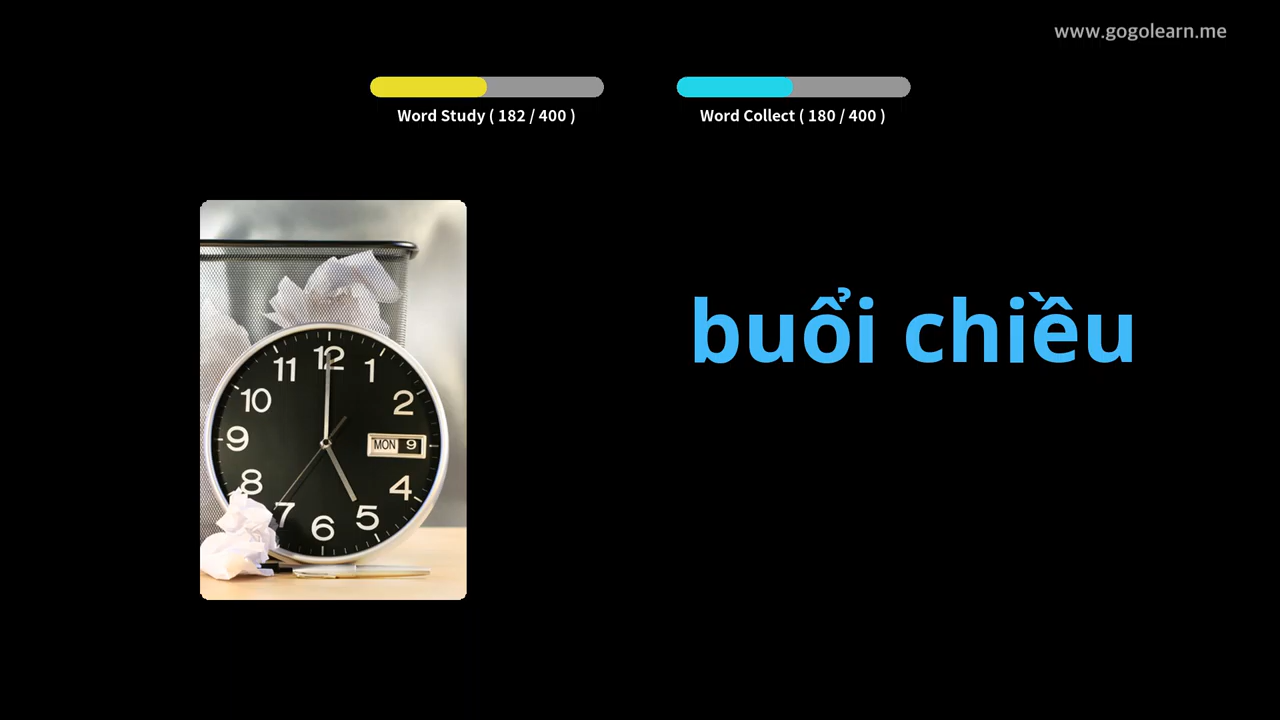 www.gogolearn.me
Word Study ( 182 / 400 )
Word Collect ( 180 / 400 )
buổi chiều
12
11
1
10
2
9
MON 9
8
4
7
5
6